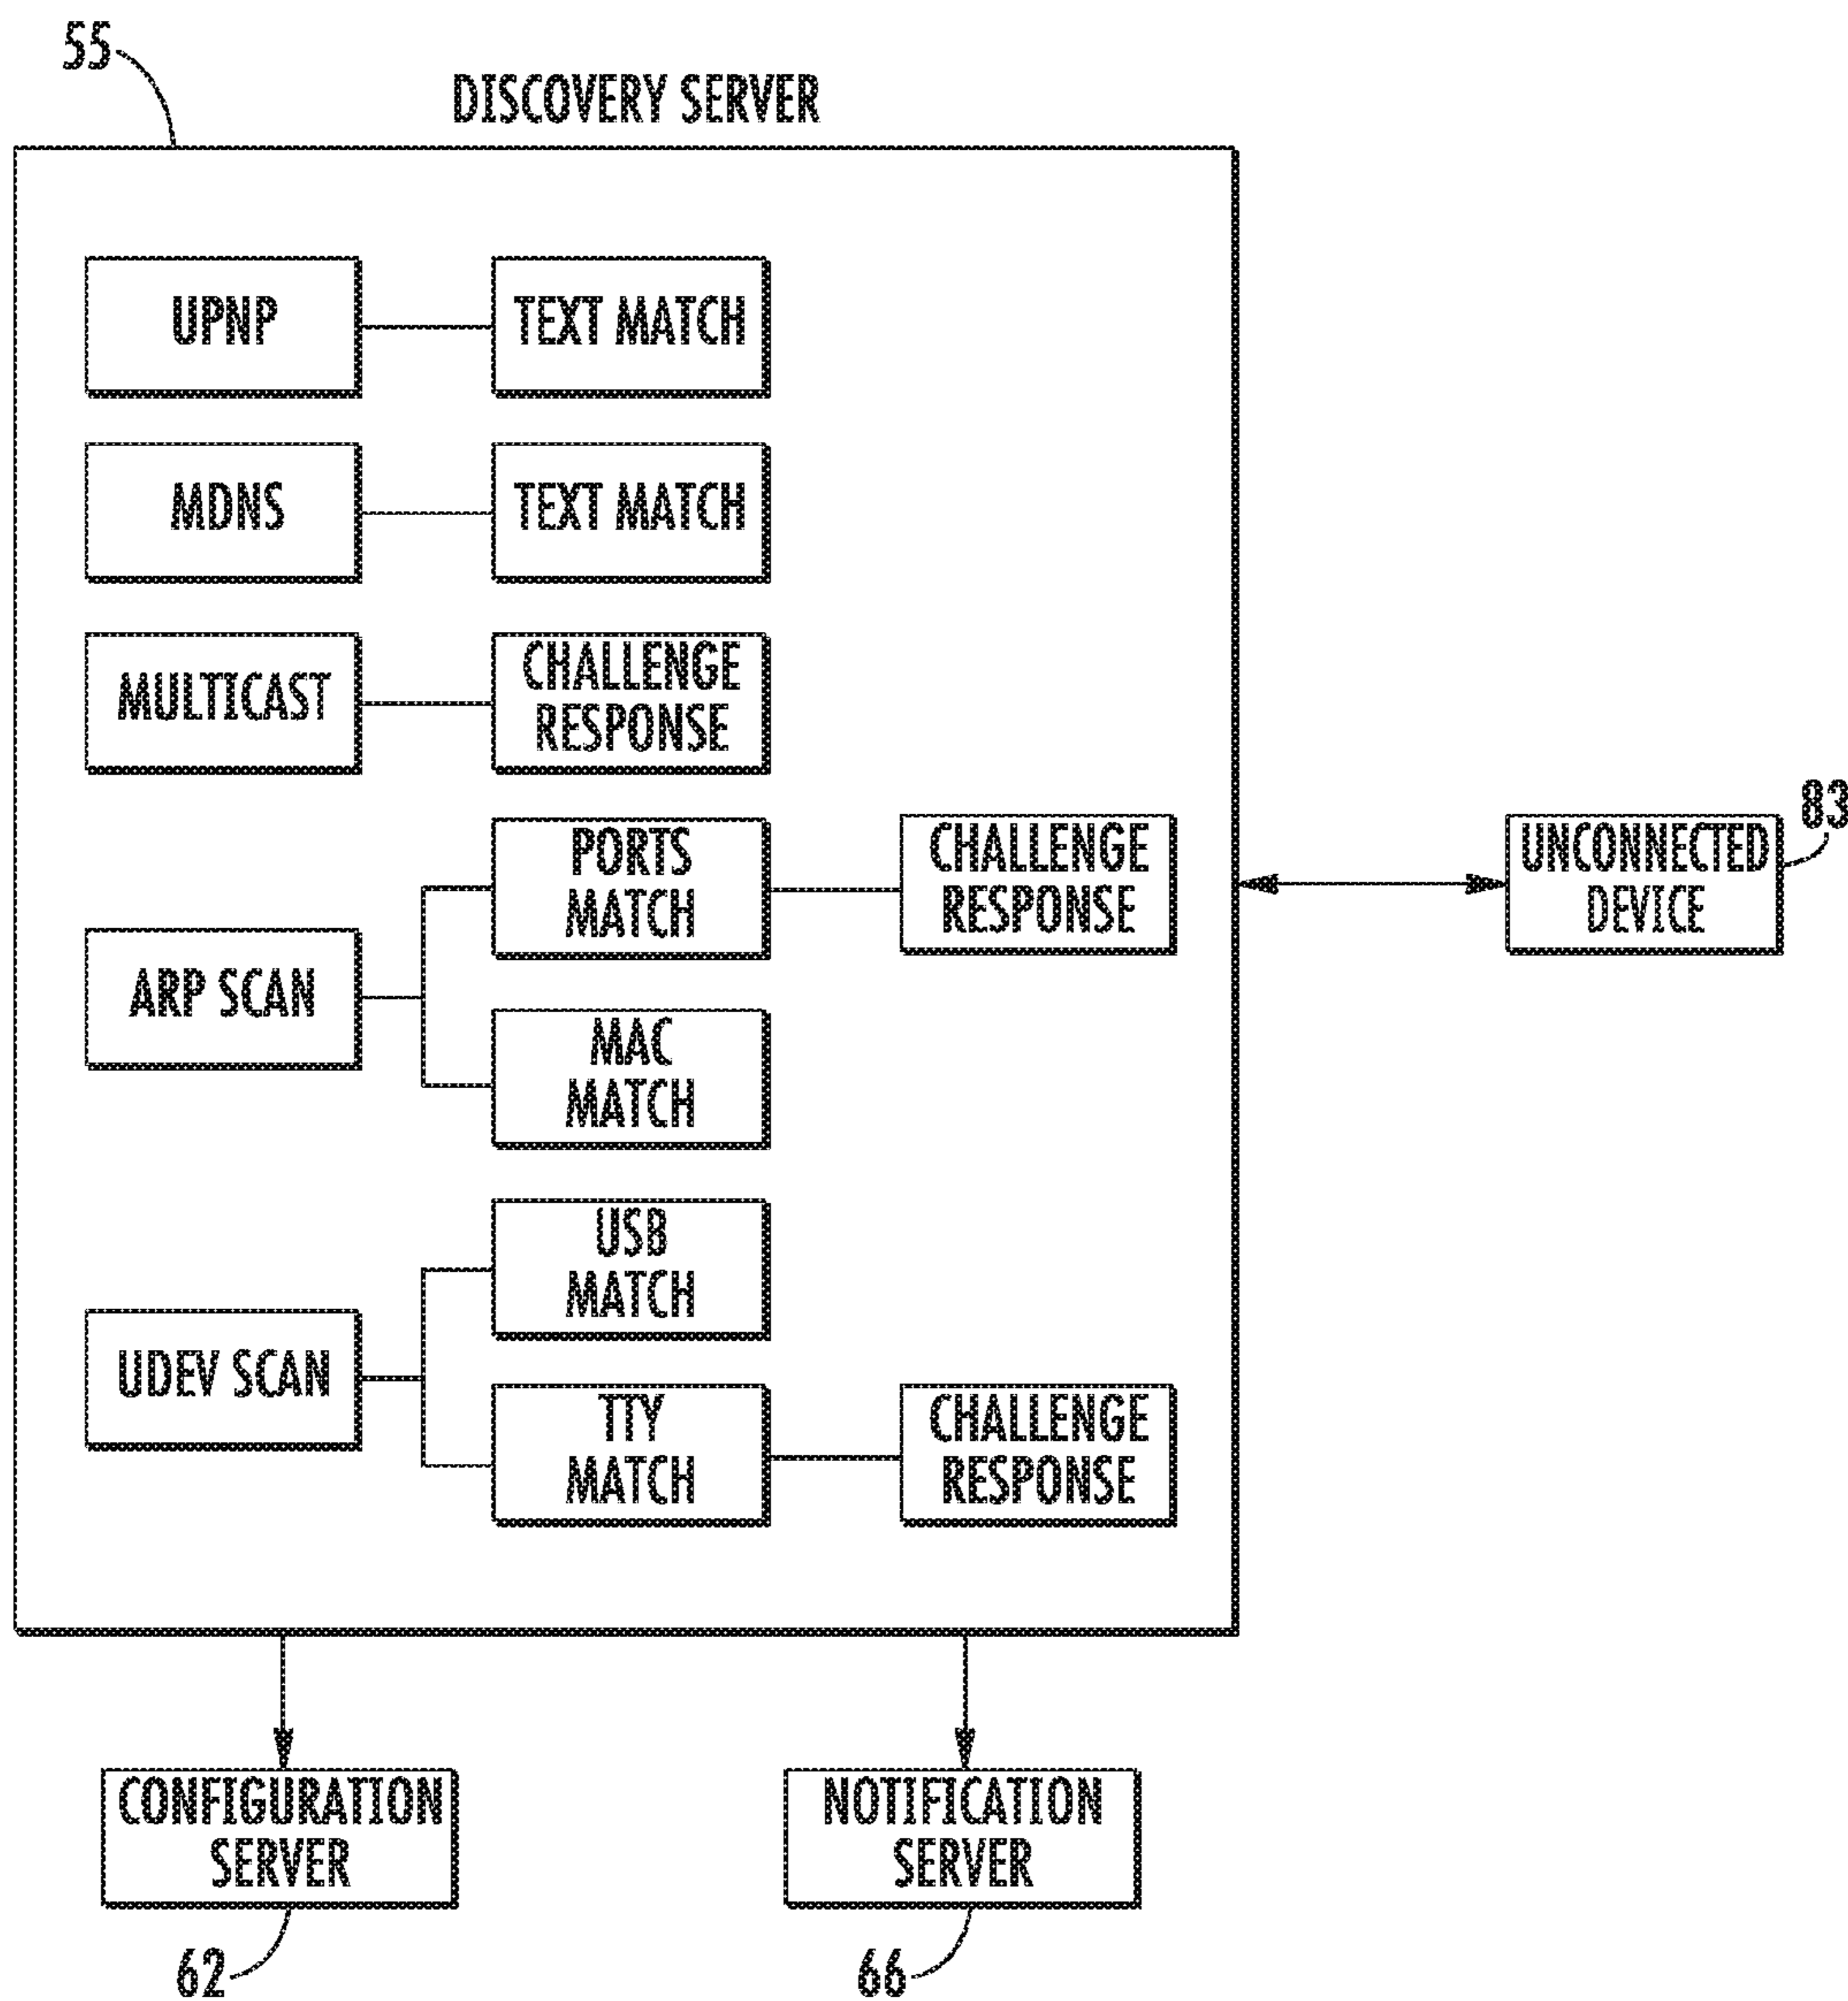 55
DISCOVERY SERVER
UPNP
TEXT MATCH
MDNS
TEXT MATCH
MULTICAST
CHALLENGE
RESPONSE
PORTS
MATCH
CHALLENGE
RESPONSE
UNCONNECTED
DEVICE
83
ARP SCAN
MAC
MATCH
USB
MATCH
UDEV SCAN
TTY
MATCH
CHALLENGE
RESPONSE
CONFIGURATION
SERVER
62
NOTIFICATION
SERVER
66